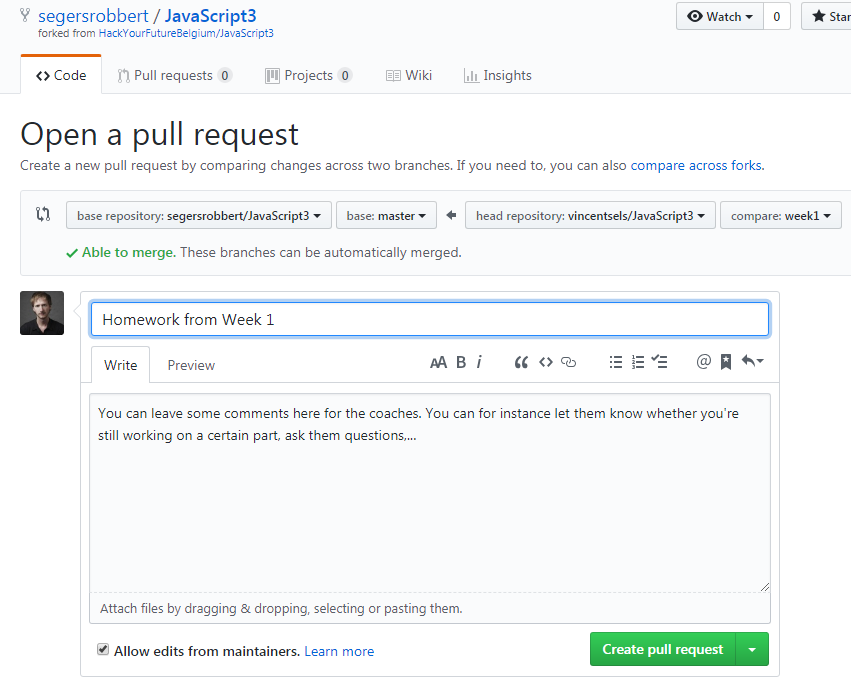 segersrobbert / JavaScript3
Watch 0
Star
forked from HackYourFutureBelgium/JavaScript3
Code Pull requests 0 Projects 0 Wiki Insights
Open a pull request
Create a new pull request by comparing changes across two branches. If you need to, you can also compare across forks.
base repository: segersrobbert/JavaScript3 base: master head repository: vincentsels/JavaScript3 compare: week1
Able to merge. These branches can be automatically merged.
Homework from Week 1
Write Preview AA B i @
You can leave some comments here for the coaches. You can for instance let them know whether you're
still working on a certain part, ask them questions,...
Attach files by dragging & dropping, selecting or pasting them.
Allow edits from maintainers. Learn more
Create pull request